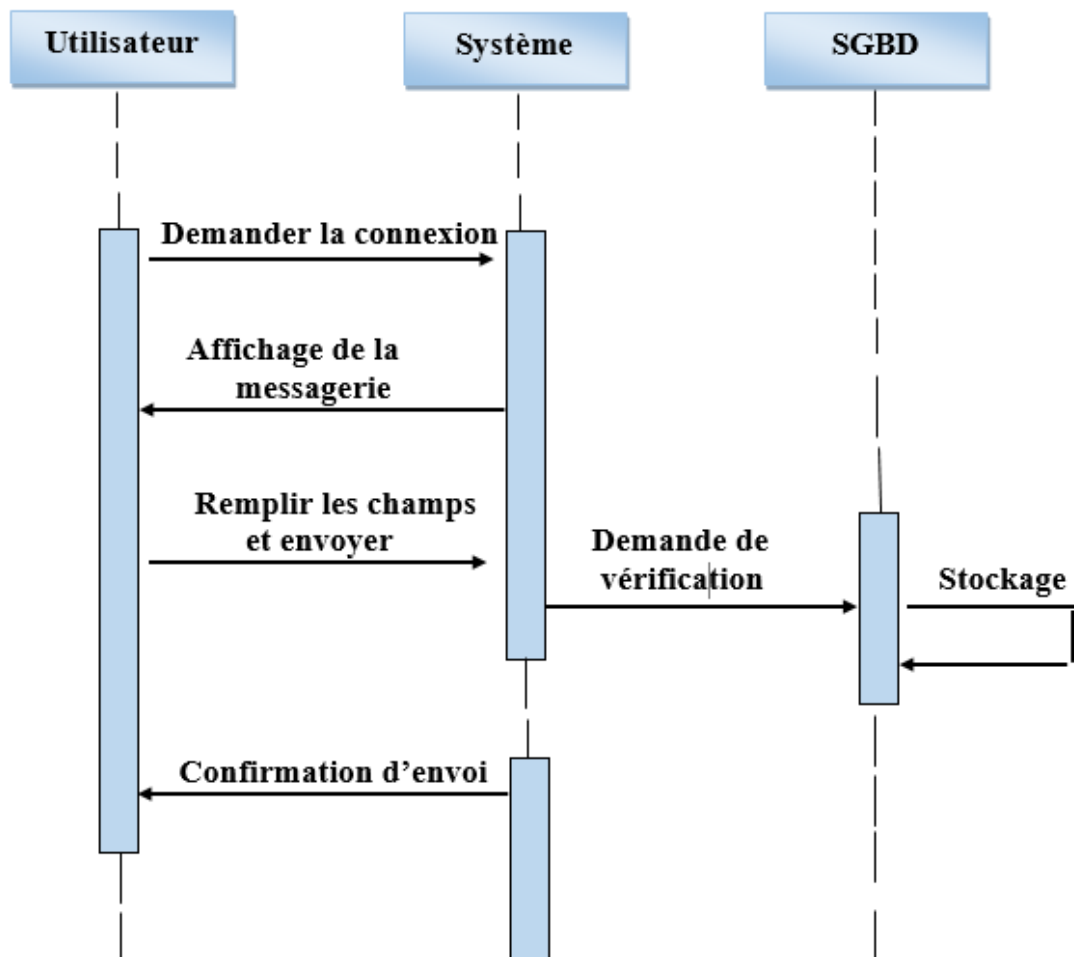 Utilisateur
Système
SGBD
Demander la connexion
Affichage de la
messagerie
Remplir les champs
et envoyer
Demande de
vérification
Stockage
Confirmation d’envoi